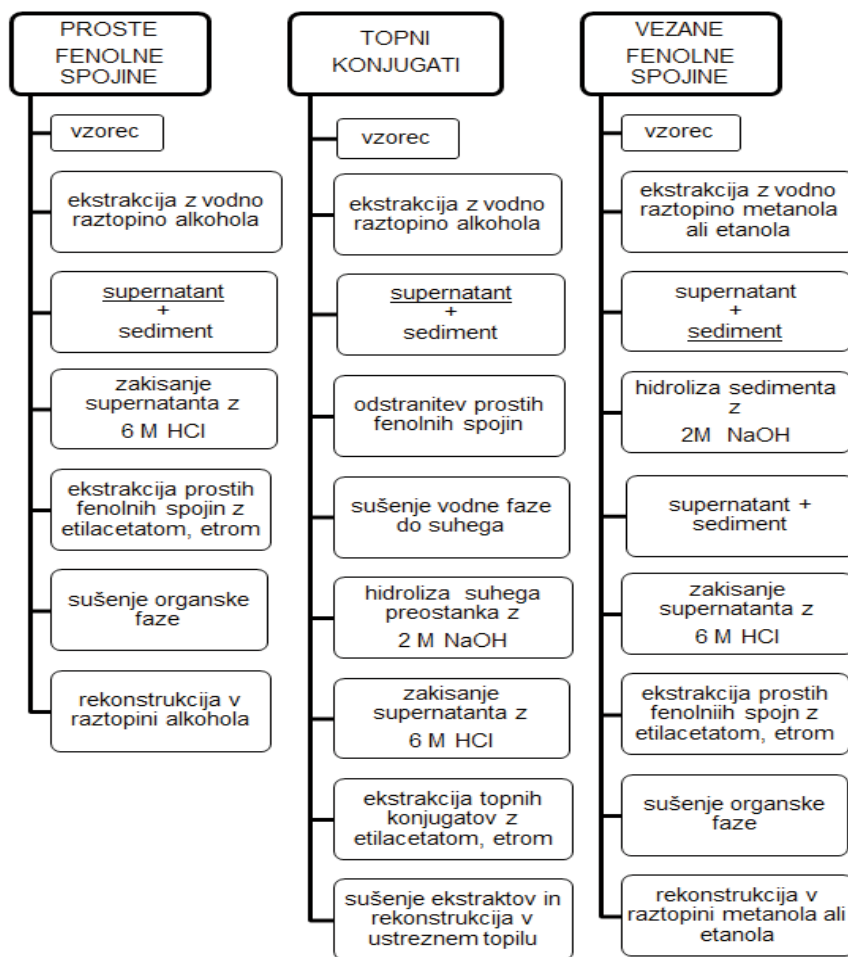 PROSTE
FENOLNE
SPOJINE
vzorec
ekstrakcija z vodno
raztopino alkohola
supernatant
+
sediment
zakisanje
supernatanta z
6 M HCl
ekstrakcija prostih
fenolnih spojin z
etilacetatom, etrom
sušenje organske
faze
rekonstrukcija v
raztopini alkohola
TOPNI
KONJUGATI
vzorec
ekstrakcija z vodno
raztopino alkohola
supernatant
+
sediment
odstranitev prostih
fenolnih spojin
sušenje vodne faze
do suhega
hidroliza suhega
preostanka z
2 M NaOH
zakisanje
supernatanta z
6 M HCl
ekstrakcija topnih
konjugatov z
etilacetatom, etrom
sušenje ekstraktov in
rekonstrukcija v
ustreznem topilu
VEZANE
FENOLNE
SPOJINE
vzorec
ekstrakcija z vodno
raztopino metanola
ali etanola
supernatant
+
sediment
hidroliza sedimenta
z
2M NaOH
supernatant +
sediment
zakisanje
supernatanta z
6 M HCl
ekstrakcija prostih
fenolniih spojn z
etilacetatom, etrom
sušenje organske
faze
rekonstrukcija v
raztopini metanola ali
etanola